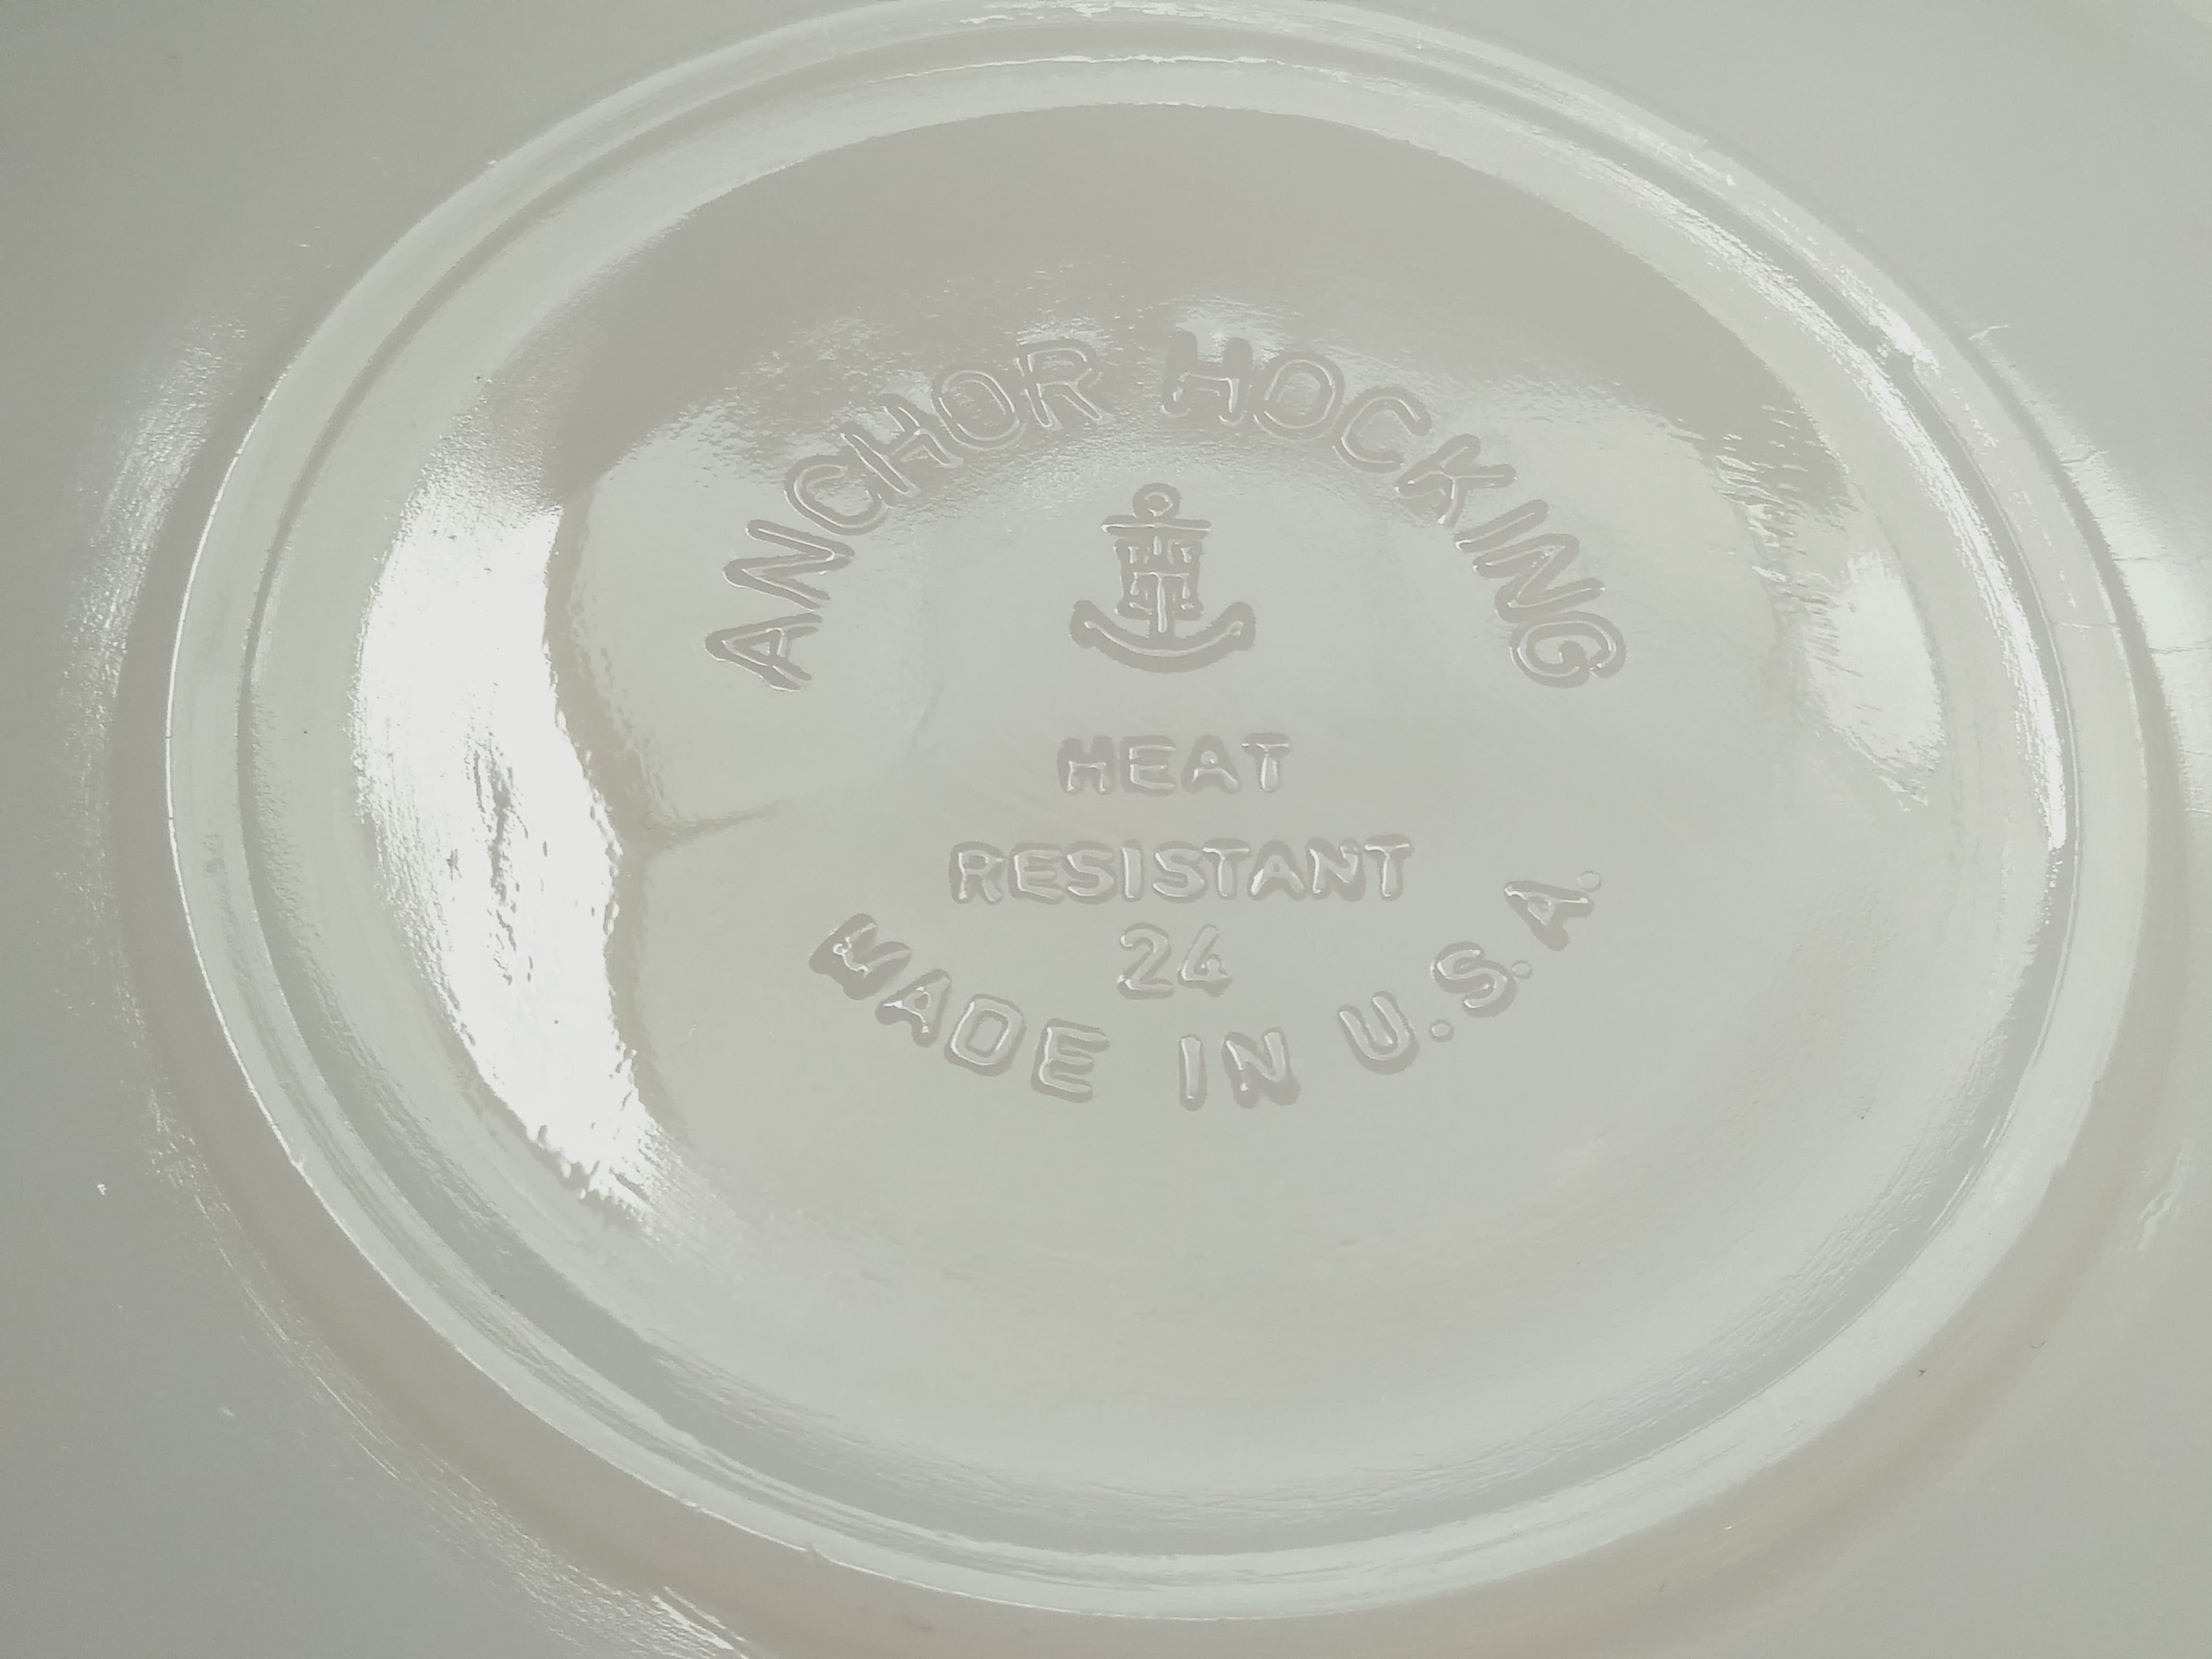 ANCHOR HOCKING
HEAT
RESISTANT
24
MADE IN U.S.A.